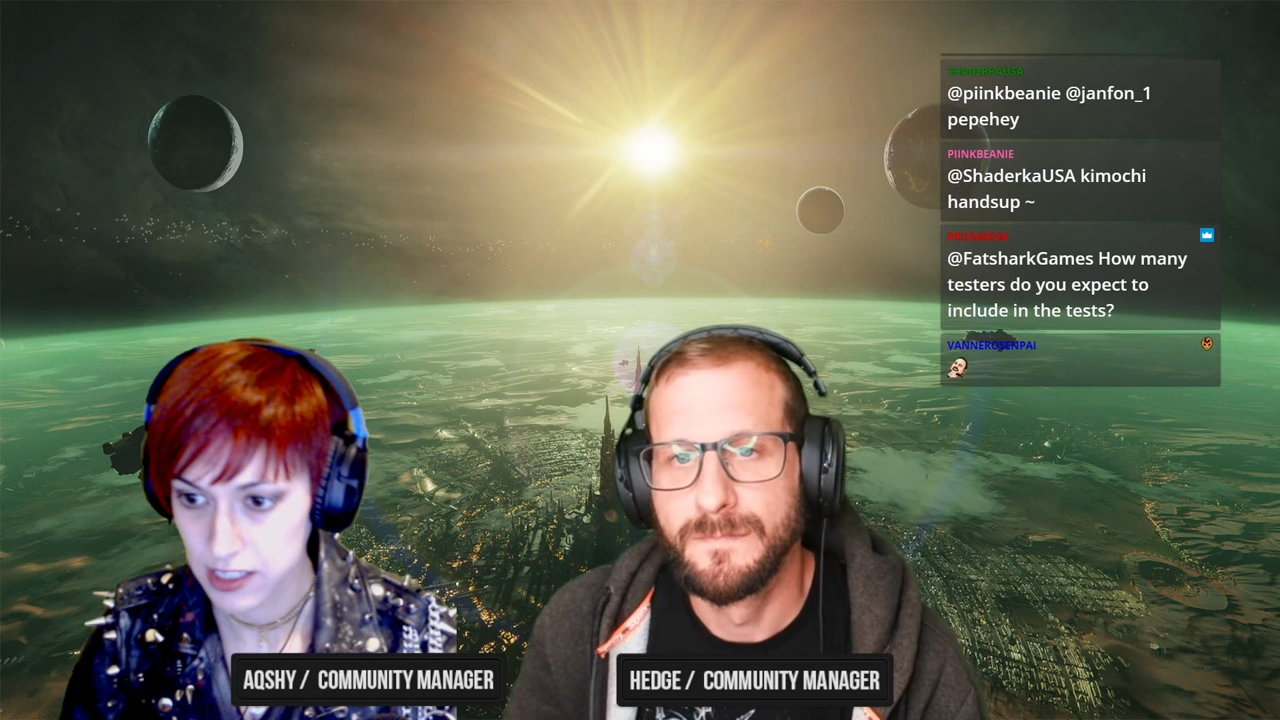 SHADERKAUSA
@piinkbeanie @janfon_1
pepehey
PIINKBEANIE
@ShaderkaUSA kimochi
handsup ~
@FatsharkGames How many
testers do you expect to
include in the tests?
VANNEROSENPAI
AQSHY / COMMUNITY MANAGER
HEDGE / COMMUNITY MANAGER